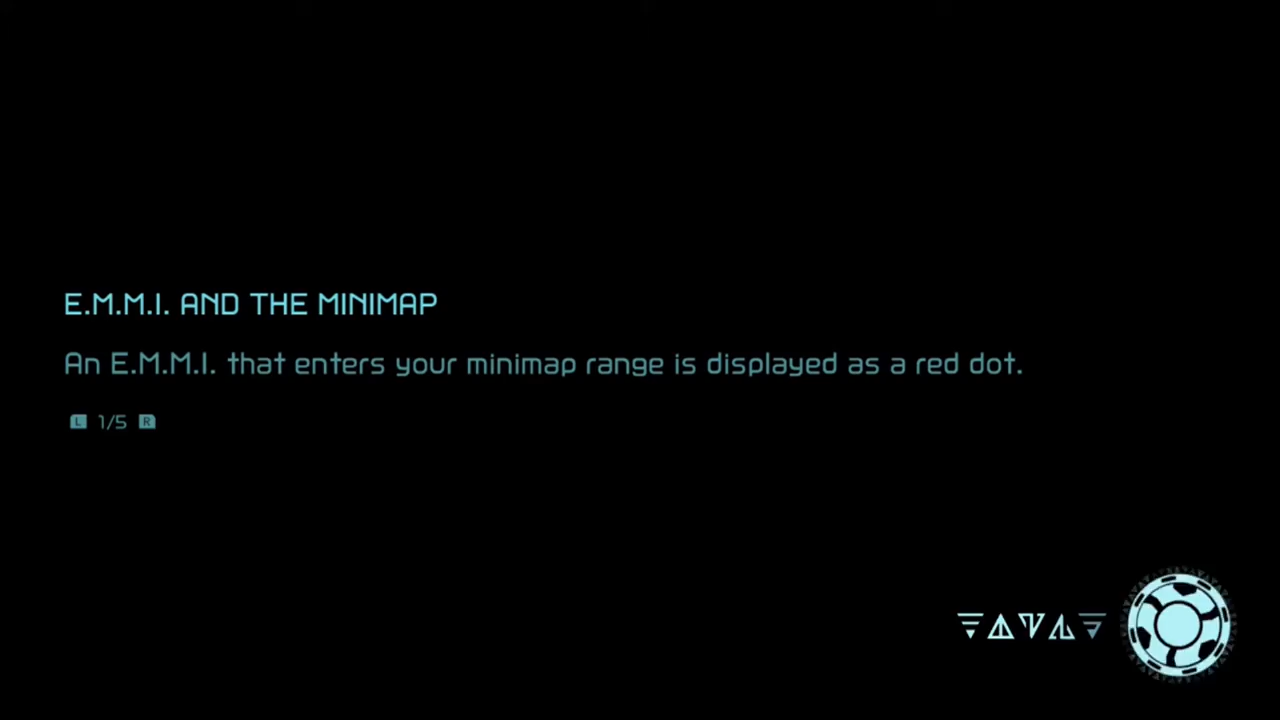 E.M.M.I. AND THE MINIMAP
An E.M.M.I. that enters your minimap range is displayed as a red dot.
L 1/5 R